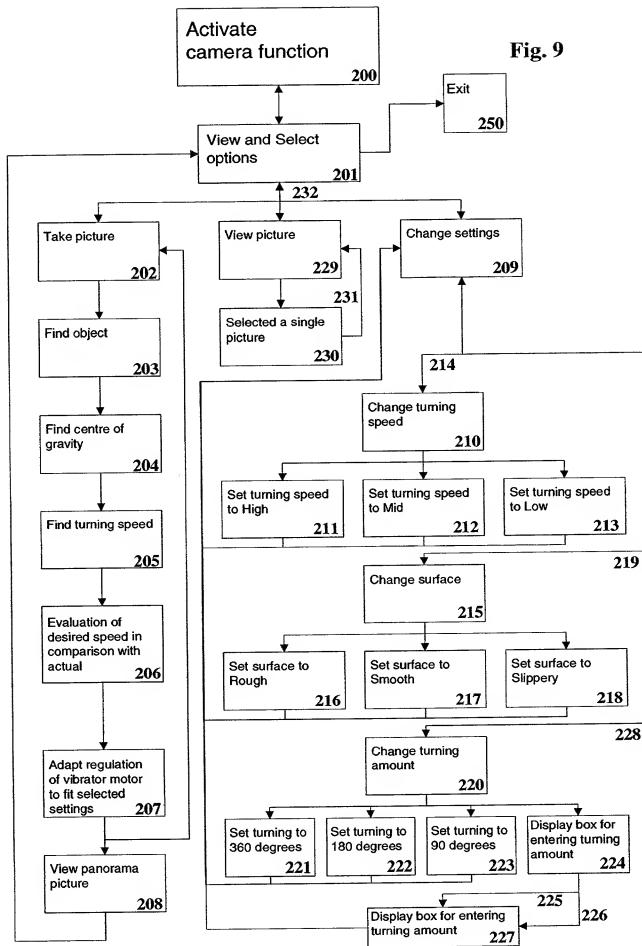 Activate
camera function
200
Fig. 9
Exit
250
View and Select
options
201
232
Take picture
202
View picture
229
Change settings
209
231
Selected a single
picture
230
Find object
203
214
Change turning
speed
210
Find centre of
gravity
204
Set turning speed
to High
211
Set turning speed
to Mid
212
Set turning speed
to Low
213
Find turning speed
205
219
Change surface
215
Evaluation of
desired speed in
comparison with
actual
206
Set surface to
Rough
216
Set surface to
Smooth
217
Set surface to
Slippery
218
228
Change turning
amount
220
Adapt regulation
of vibrator motor
to fit selected
settings
207
Set turning to
360 degrees
221
Set turning to
180 degrees
222
Set turning to
90 degrees
223
Display box for
entering turning
amount
224
View panorama
picture
208
225
226
Display box for entering
turning amount
227